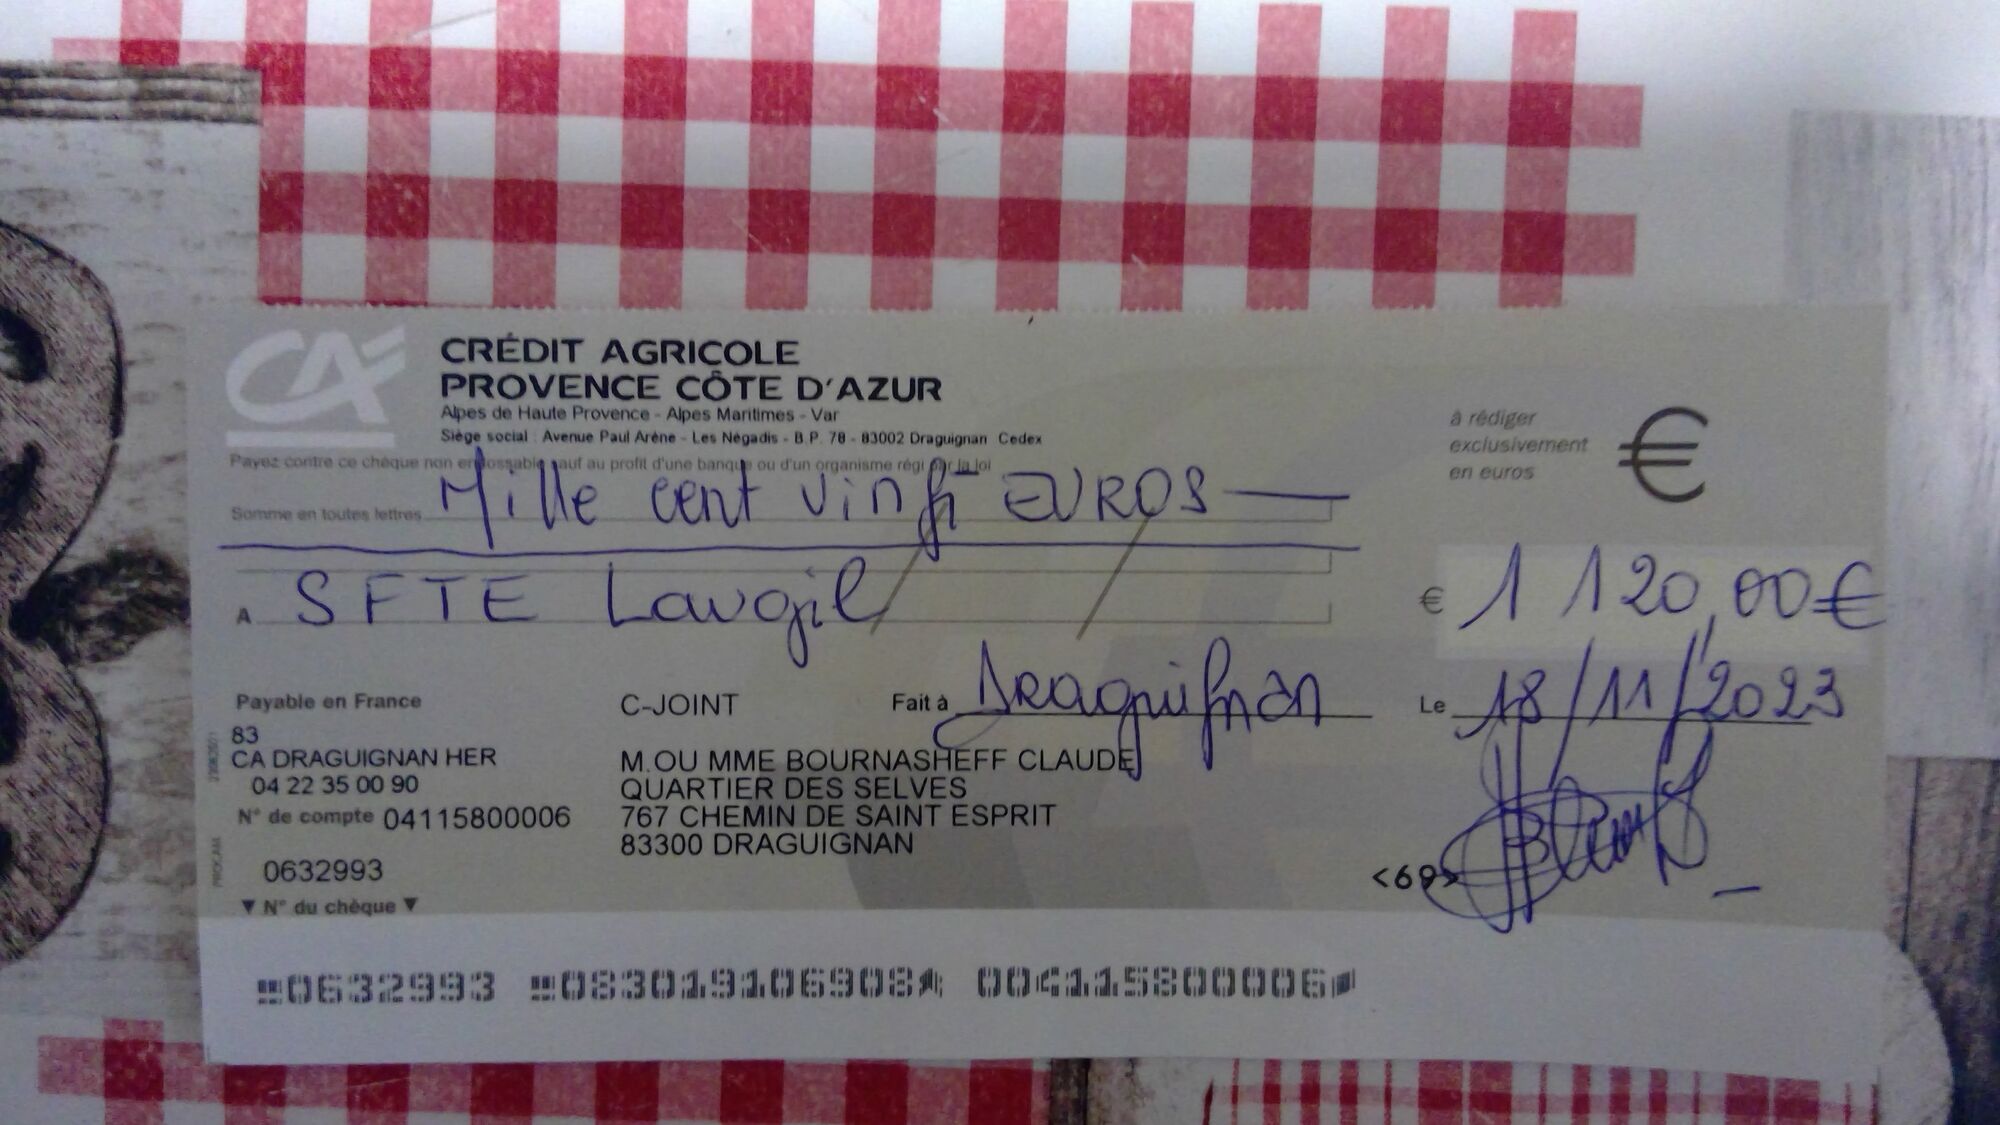 CA
CRÉDIT AGRICOLE
PROVENCE CÔTE D'AZUR
Alpes de Haute Provence - Alpes Maritimes - Var
Siège social : Avenue Paul Arène - Les Négadis - B.P. 78 - 83002 Draguignan Cedex
à rédiger
exclusivement
en euros
€
Payez contre ce chèque non endossable sauf au profit d'une banque ou d'un organisme régi par la loi
Somme en toutes lettres Mille cent vingt EUROS
A SFTE Lavogil
€ 1 120,00 €
Payable en France
83
CA DRAGUIGNAN HER
04 22 35 00 90
N° de compte 04115800006
0632993
▼ N° du chèque ▼
C-JOINT
Fait à Draguignan
Le 18/11/2023
M.OU MME BOURNASHEFF CLAUDE
QUARTIER DES SELVES
767 CHEMIN DE SAINT ESPRIT
83300 DRAGUIGNAN
<69>
0632993 083019106908 004115800006